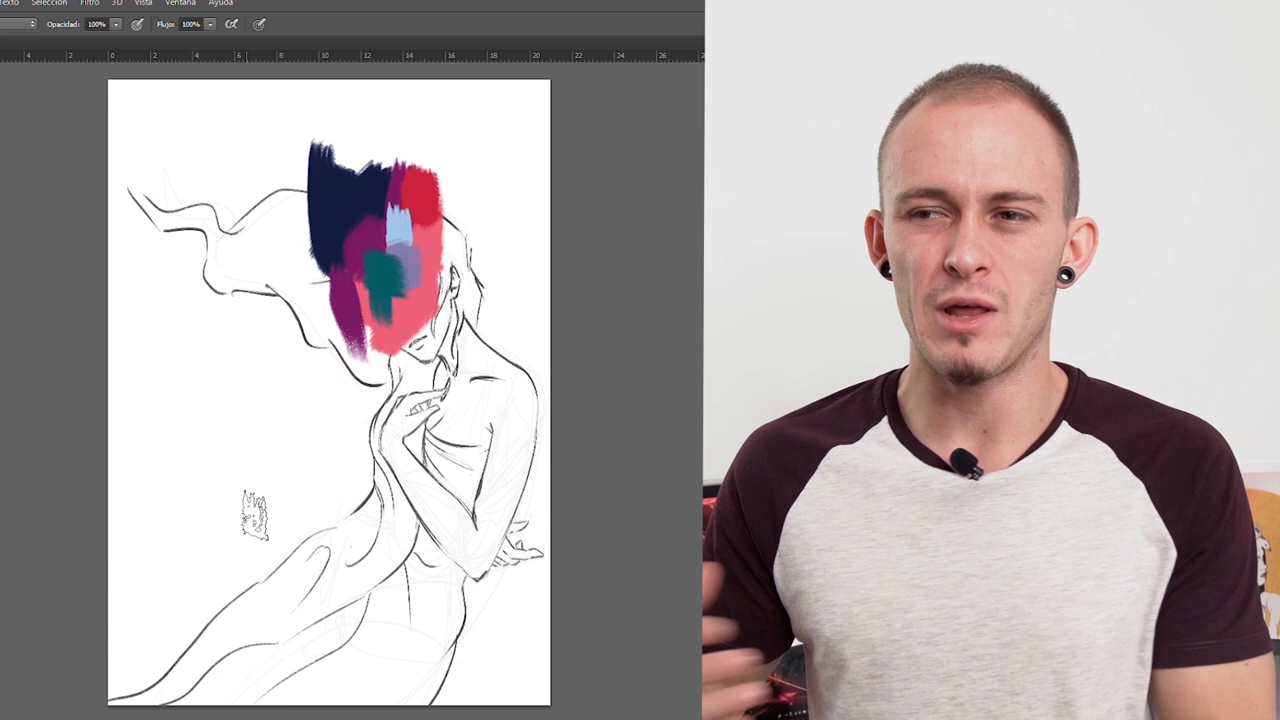 Texto Selección Filtro 3D Vista Ventana Ayuda
Opacidad: 100% Flujo: 100%
4 2 0 2 4 6 8 10 12 14 16 18 20 22 24 26